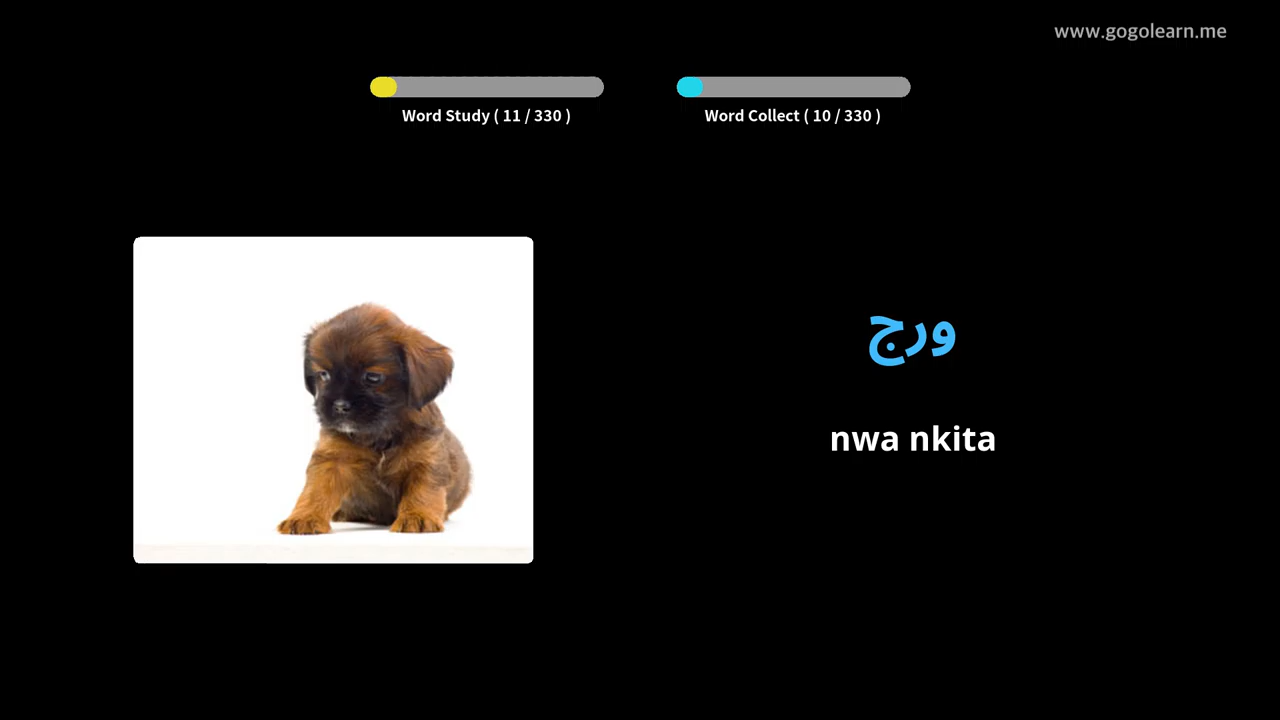 www.gogolearn.me
Word Study ( 11 / 330 )
Word Collect ( 10 / 330 )
ورج
nwa nkita